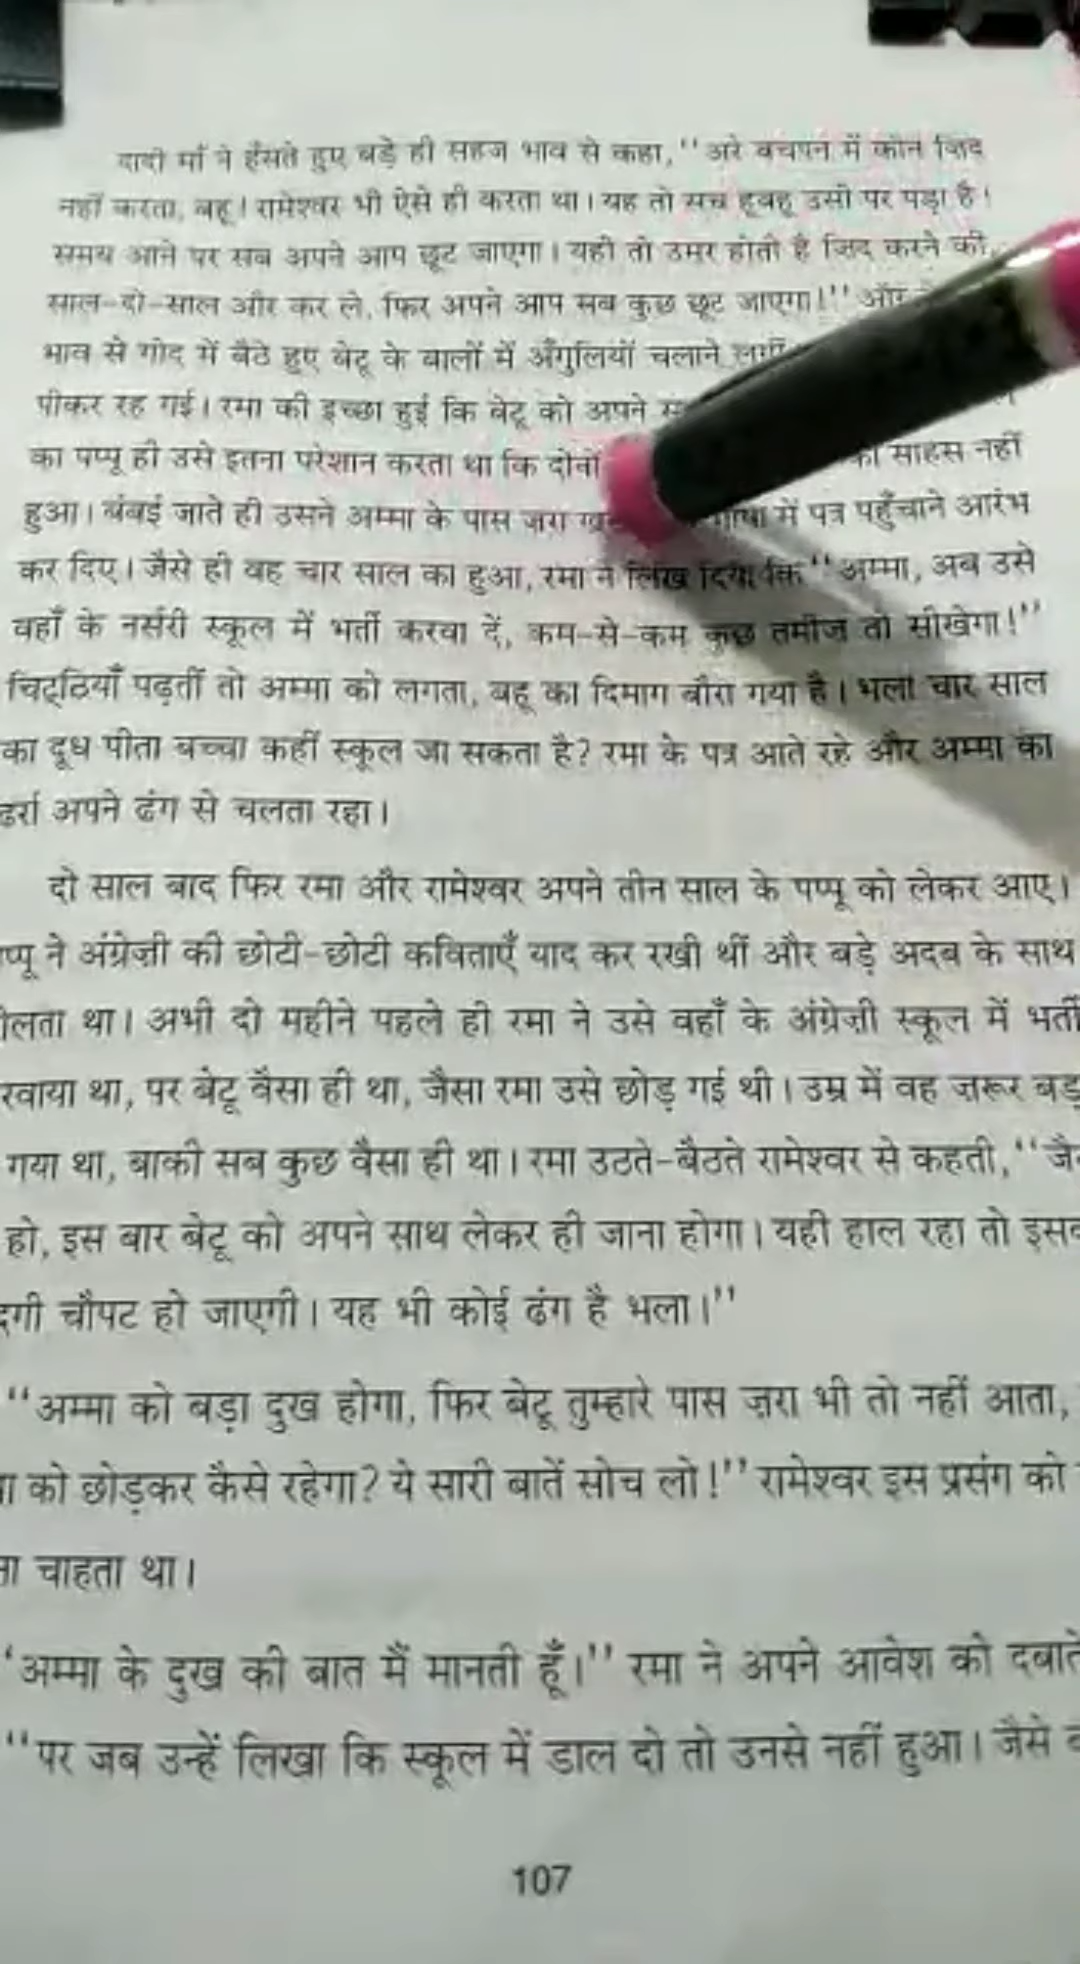 दादी माँ ने हँसते हुए बड़े ही सहज भाव से कहा, ''अरे बचपन में कौन ज़िद
नहीं करता, बहू! रामेश्वर भी ऐसे ही करता था। यह तो सच हूबहू उसी पर पड़ा है।
समय आने पर सब अपने आप छूट जाएगा। यही तो उमर होती है ज़िद करने की,
साल-दो-साल और कर ले, फिर अपने आप सब कुछ छूट जाएगा!'' और
भाव से गोद में बैठे हुए बेटू के बालों में अँगुलियाँ चलाने लगीं
पीकर रह गई। रमा की इच्छा हुई कि बेटू को अपने
का पप्पू ही उसे इतना परेशान करता था कि दोनों का साहस नहीं
हुआ। बंबई जाते ही उसने अम्मा के पास ज़रा में पत्र पहुँचाने आरंभ
कर दिए। जैसे ही वह चार साल का हुआ, रमा ने लिख दिया कि ''अम्मा, अब उसे
वहाँ के नर्सरी स्कूल में भर्ती करवा दें, कम-से-कम कुछ तमीज तो सीखेगा!''
चिट्ठियाँ पढ़तीं तो अम्मा को लगता, बहू का दिमाग बौरा गया है। भला चार साल
का दूध पीता बच्चा कहीं स्कूल जा सकता है? रमा के पत्र आते रहे और अम्मा का
ढर्रा अपने ढंग से चलता रहा।
दो साल बाद फिर रमा और रामेश्वर अपने तीन साल के पप्पू को लेकर आए।
प्पू ने अंग्रेज़ी की छोटी-छोटी कविताएँ याद कर रखी थीं और बड़े अदब के साथ
ोलता था। अभी दो महीने पहले ही रमा ने उसे वहाँ के अंग्रेज़ी स्कूल में भर्ती
रवाया था, पर बेटू वैसा ही था, जैसा रमा उसे छोड़ गई थी। उम्र में वह ज़रूर बड़
गया था, बाकी सब कुछ वैसा ही था। रमा उठते-बैठते रामेश्वर से कहती, ''जै
हो, इस बार बेटू को अपने साथ लेकर ही जाना होगा। यही हाल रहा तो इस
दगी चौपट हो जाएगी। यह भी कोई ढंग है भला।''
''अम्मा को बड़ा दुख होगा, फिर बेटू तुम्हारे पास ज़रा भी तो नहीं आता,
को छोड़कर कैसे रहेगा? ये सारी बातें सोच लो!'' रामेश्वर इस प्रसंग को
ना चाहता था।
'अम्मा के दुख की बात मैं मानती हूँ।'' रमा ने अपने आवेश को दबाते
''पर जब उन्हें लिखा कि स्कूल में डाल दो तो उनसे नहीं हुआ। जैसे
107